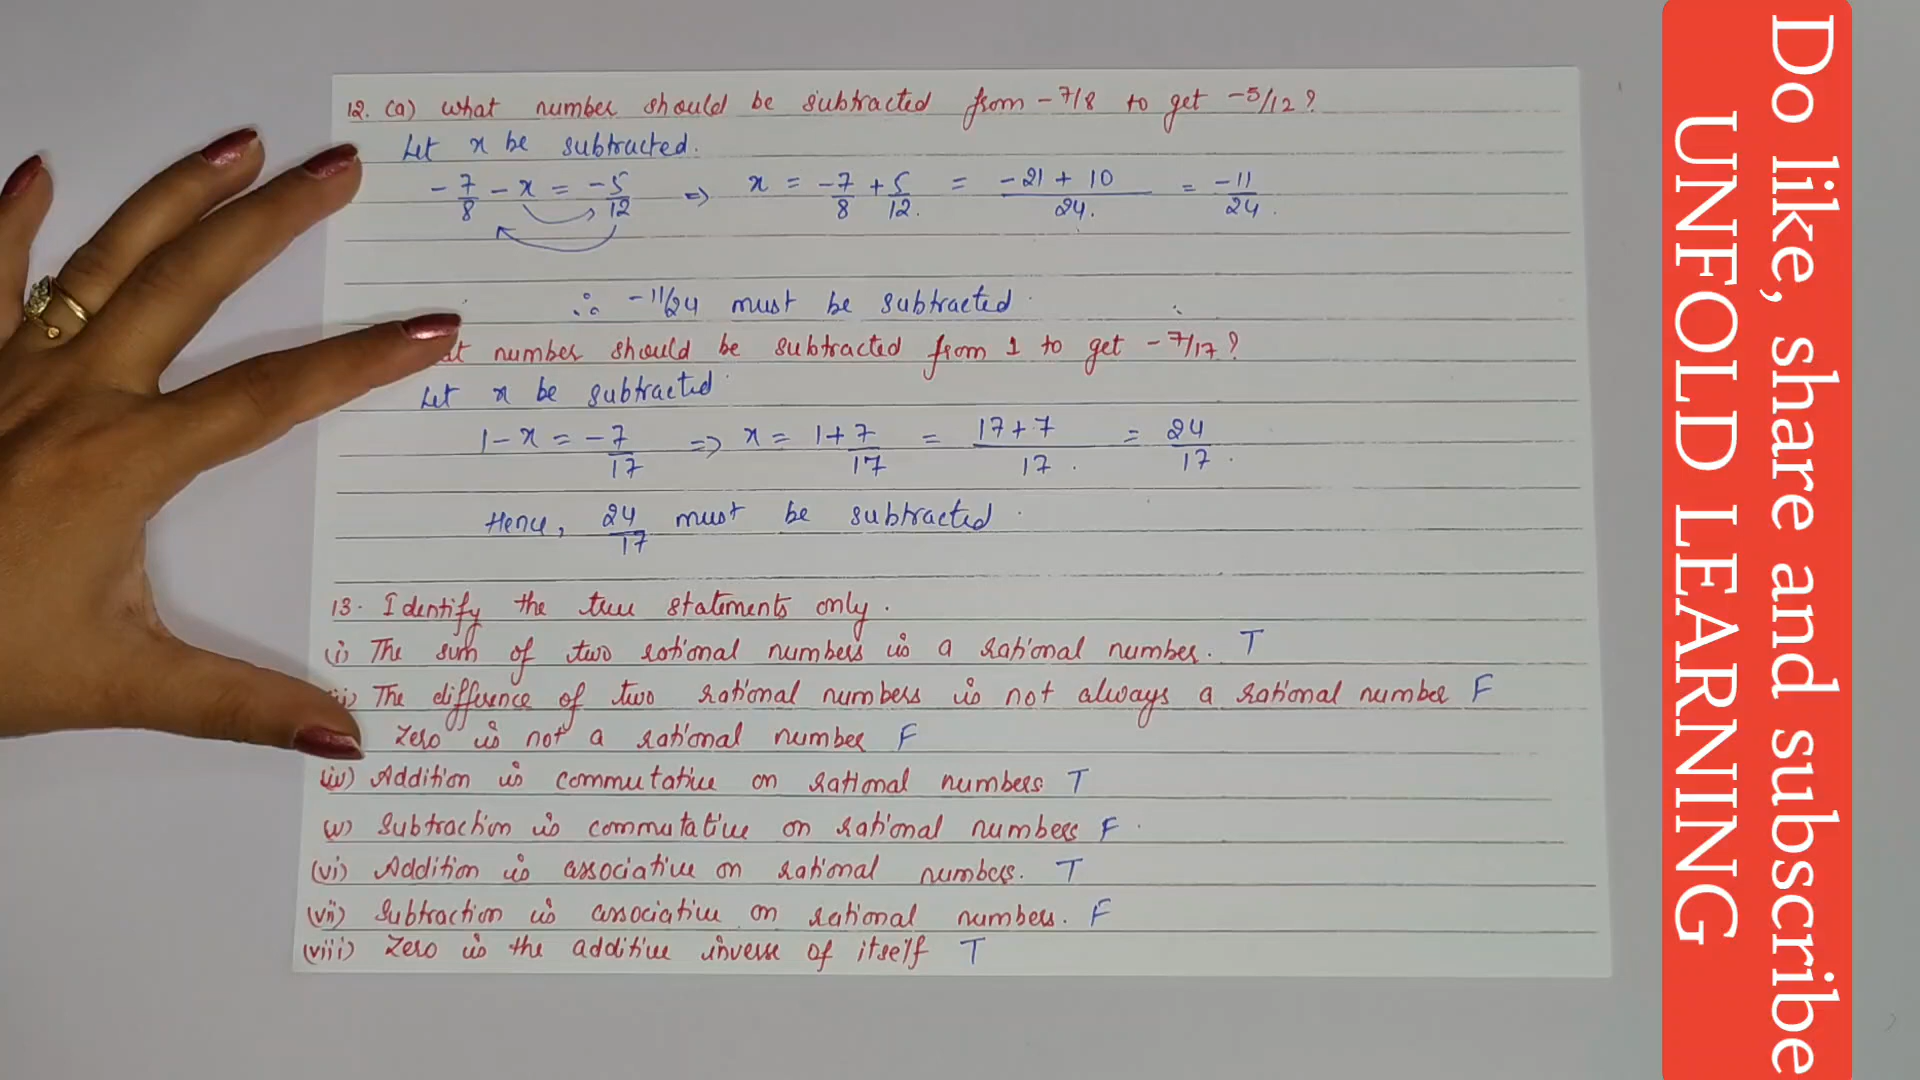 12. (a) what number should be subtracted from -7/8 to get -5/12?
Let x be subtracted.
-7/8 - x = -5/12 => x = -7/8 + 5/12. = -21 + 10/24. = -11/24.
∴ -11/24 must be subtracted
number should be subtracted from 1 to get -7/17?
Let x be subtracted
1 - x = -7/17 => x = 1 + 7/17 = 17 + 7/17. = 24/17.
Hence, 24/17 must be subtracted.
13. Identify the true statements only.
(i) The sum of two rational numbers is a rational number. T
The difference of two rational numbers is not always a rational number F
Zero is not a rational number F
(iv) Addition is commutative on rational numbers T
(v) Subtraction is commutative on rational numbers F.
(vi) Addition is associative on rational numbers. T
(vii) Subtraction is associative on rational numbers. F
(viii) Zero is the additive inverse of itself T
Do like, share and subscribe
UNFOLD LEARNING